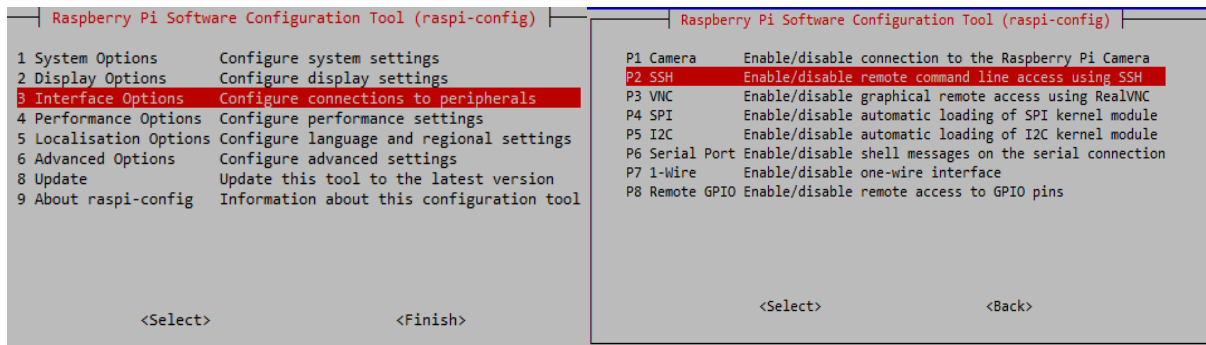 Raspberry Pi Software Configuration Tool (raspi-config)
1 System Options Configure system settings
2 Display Options Configure display settings
3 Interface Options Configure connections to peripherals
4 Performance Options Configure performance settings
5 Localisation Options Configure language and regional settings
6 Advanced Options Configure advanced settings
8 Update Update this tool to the latest version
9 About raspi-config Information about this configuration tool
<Select> <Finish>
Raspberry Pi Software Configuration Tool (raspi-config)
P1 Camera Enable/disable connection to the Raspberry Pi Camera
P2 SSH Enable/disable remote command line access using SSH
P3 VNC Enable/disable graphical remote access using RealVNC
P4 SPI Enable/disable automatic loading of SPI kernel module
P5 I2C Enable/disable automatic loading of I2C kernel module
P6 Serial Port Enable/disable shell messages on the serial connection
P7 1-Wire Enable/disable one-wire interface
P8 Remote GPIO Enable/disable remote access to GPIO pins
<Select> <Back>